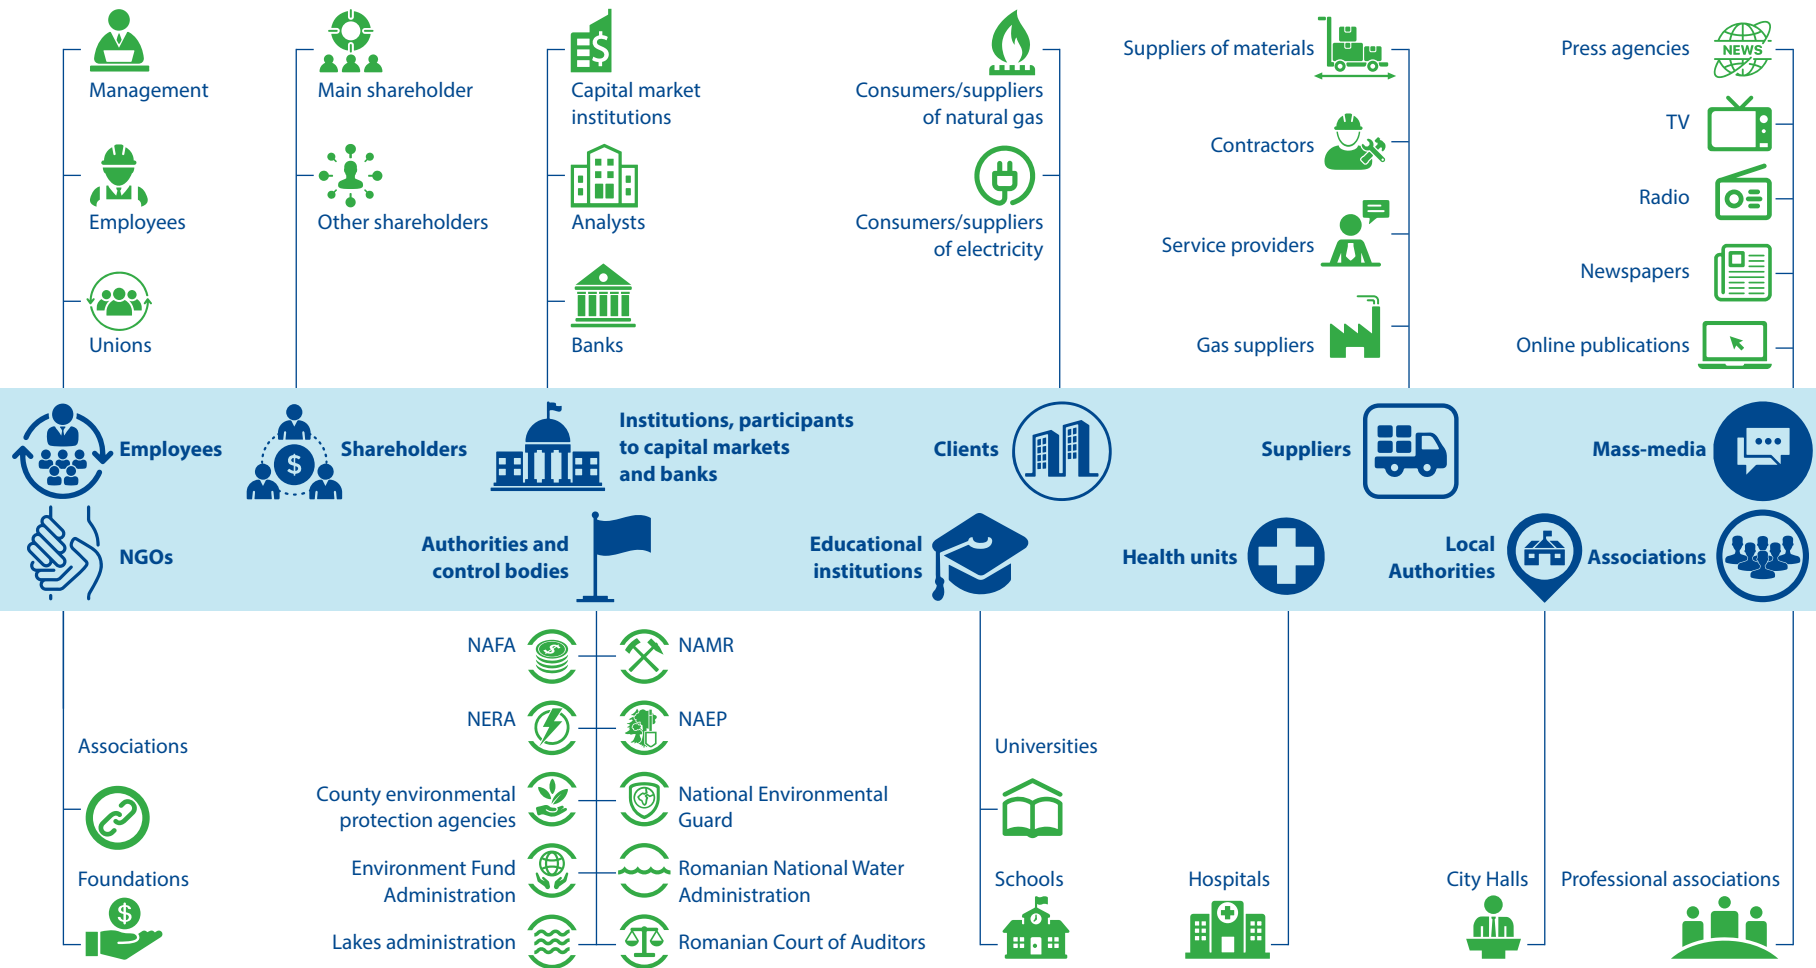 Management
Employees
Unions
Main shareholder
Other shareholders
$
Capital market
institutions
Analysts
Banks
Consumers/suppliers
of natural gas
Consumers/suppliers
of electricity
Suppliers of materials
Contractors
Service providers
Gas suppliers
Press agencies
NEWS
TV
Radio
Newspapers
Online publications
Employees
$
Shareholders
Institutions, participants
to capital markets
and banks
Clients
Suppliers
Mass-media
NGOs
Authorities and
control bodies
Educational
institutions
Health units
Local
Authorities
Associations
Associations
Foundations
$
NAFA
$
NAMR
NERA
NAEP
County environmental
protection agencies
National Environmental
Guard
Environment Fund
Administration
Romanian National Water
Administration
Lakes administration
Romanian Court of Auditors
Universities
Schools
Hospitals
City Halls
Professional associations